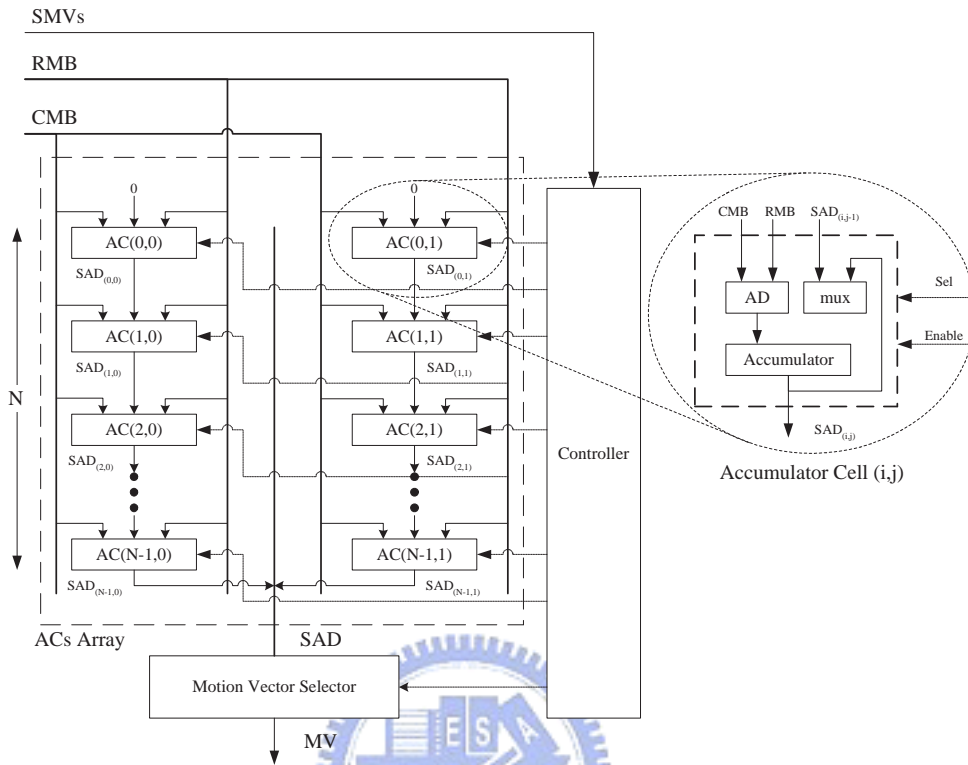 SMVs
RMB
CMB
0
0
AC(0,0)
AC(0,1)
SAD(0,0)
SAD(0,1)
AC(1,0)
AC(1,1)
SAD(1,0)
SAD(1,1)
N
AC(2,0)
AC(2,1)
SAD(2,0)
SAD(2,1)
AC(N-1,0)
AC(N-1,1)
SAD(N-1,0)
SAD(N-1,1)
ACs Array
SAD
Motion Vector Selector
MV
Controller
CMB RMB SAD(i,j-1)
AD
mux
Sel
Enable
Accumulator
SAD(i,j)
Accumulator Cell (i,j)
E S A